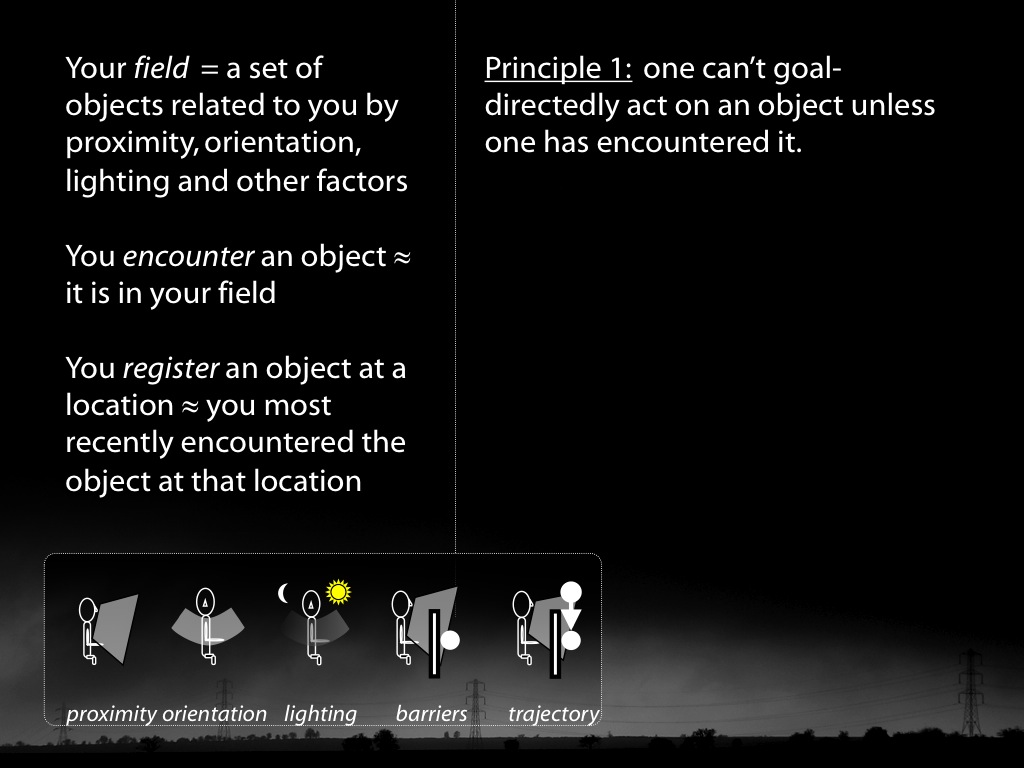 Your field = a set of
objects related to you by
proximity, orientation,
lighting and other factors
You encounter an object ≈
it is in your field
You register an object at a
location ≈ you most
recently encountered the
object at that location
Principle 1: one can't goal-
directedly act on an object unless
one has encountered it.
proximity orientation lighting barriers trajectory